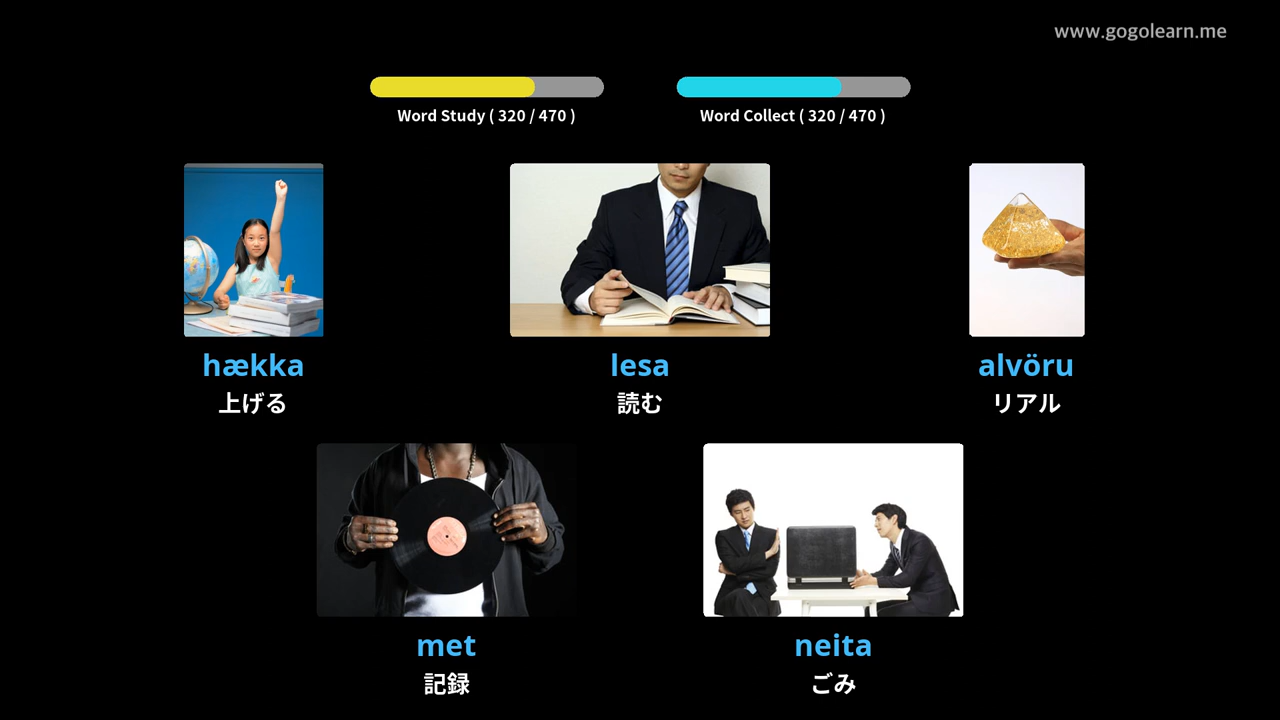 www.gogolearn.me
Word Study ( 320 / 470 )
Word Collect ( 320 / 470 )
hækka
上げる
lesa
読む
alvöru
リアル
met
記録
neita
ごみ